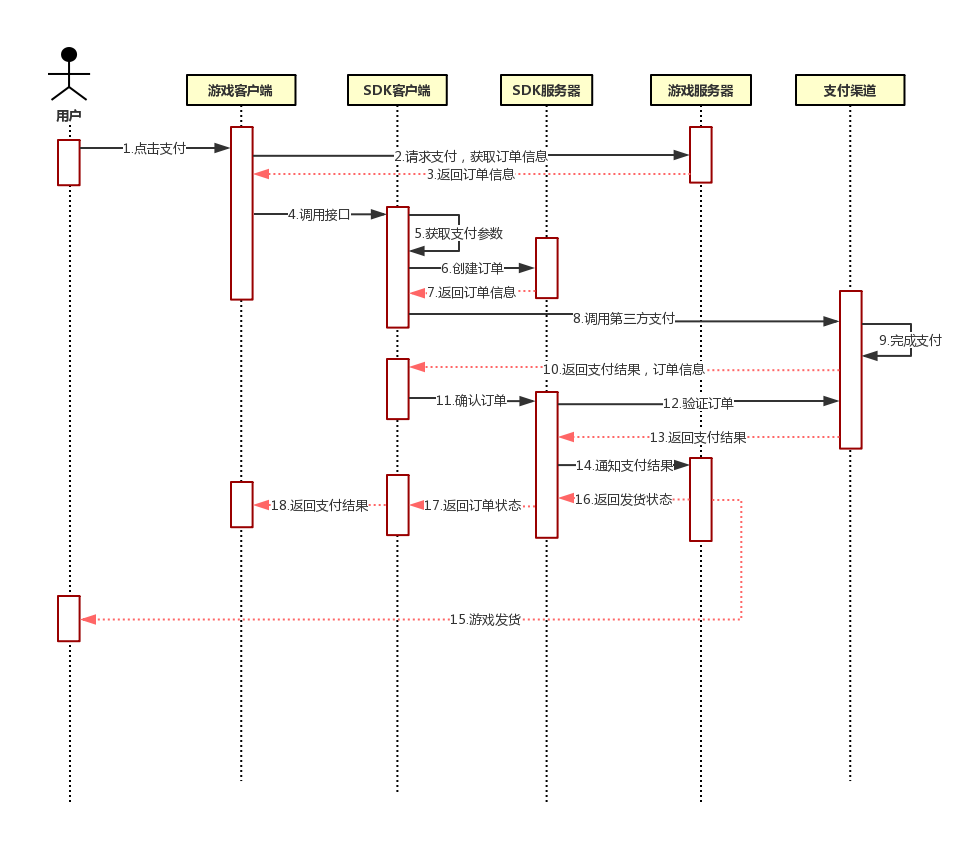 用户
游戏客户端
SDK客户端
SDK服务器
游戏服务器
支付渠道
1.点击支付
2.请求支付，获取订单信息
3.返回订单信息
4.调用接口
5.获取支付参数
6.创建订单
7.返回订单信息
8.调用第三方支付
9.完成支付
10.返回支付结果，订单信息
11.确认订单
12.验证订单
13.返回支付结果
14.通知支付结果
16.返回发货状态
17.返回订单状态
18.返回支付结果
15.游戏发货